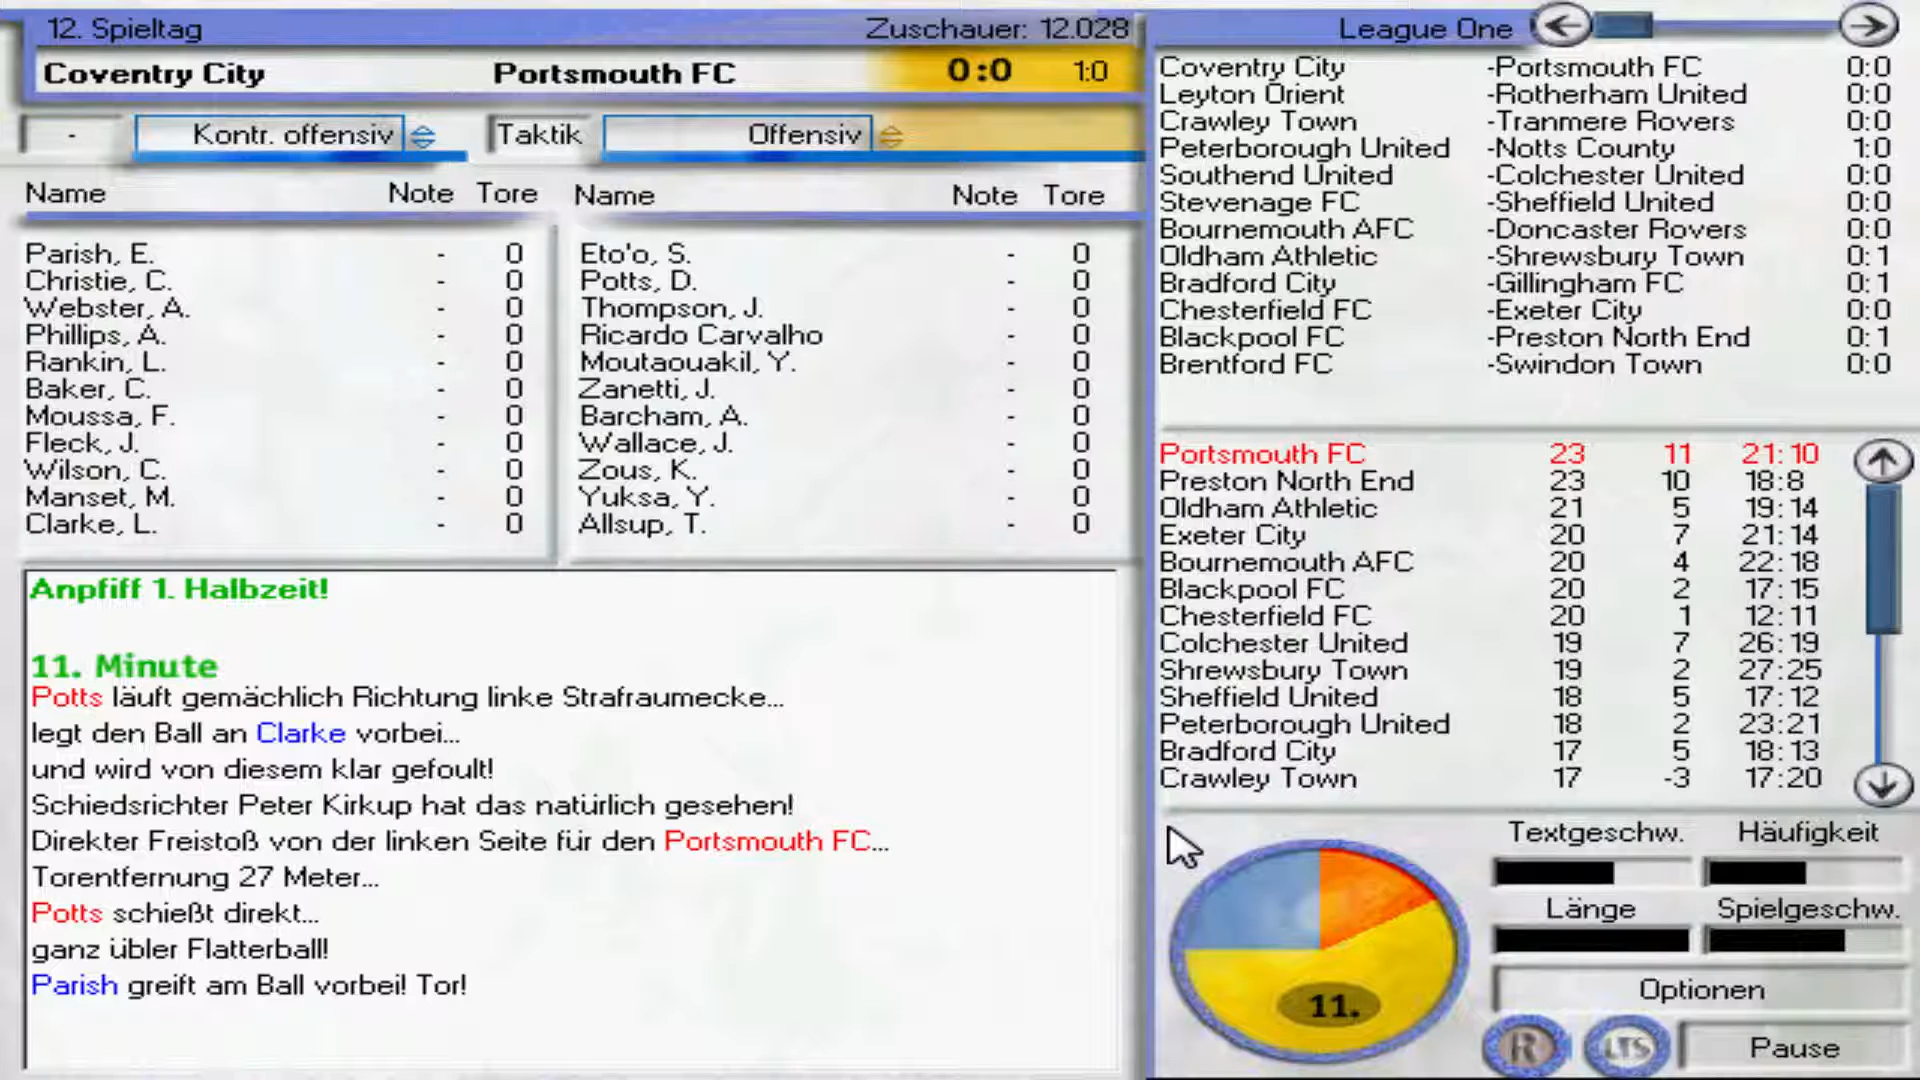 12. Spieltag Zuschauer: 12.028
Coventry City Portsmouth FC 0:0 1:0
- Kontr. offensiv Taktik Offensiv
Name Note Tore Name Note Tore
Parish, E. - 0 Eto'o, S. - 0
Christie, C. - 0 Potts, D. - 0
Webster, A. - 0 Thompson, J. - 0
Phillips, A. - 0 Ricardo Carvalho - 0
Rankin, L. - 0 Moutaouakil, Y. - 0
Baker, C. - 0 Zanetti, J. - 0
Moussa, F. - 0 Barcham, A. - 0
Fleck, J. - 0 Wallace, J. - 0
Wilson, C. - 0 Zous, K. - 0
Manset, M. - 0 Yuksa, Y. - 0
Clarke, L. - 0 Allsup, T. - 0
Anpfiff 1. Halbzeit!
11. Minute
Potts läuft gemächlich Richtung linke Strafraumecke...
legt den Ball an Clarke vorbei...
und wird von diesem klar gefoult!
Schiedsrichter Peter Kirkup hat das natürlich gesehen!
Direkter Freistoß von der linken Seite für den Portsmouth FC...
Torentfernung 27 Meter...
Potts schießt direkt...
ganz übler Flatterball!
Parish greift am Ball vorbei! Tor!
League One
Coventry City -Portsmouth FC 0:0
Leyton Orient -Rotherham United 0:0
Crawley Town -Tranmere Rovers 0:0
Peterborough United -Notts County 1:0
Southend United -Colchester United 0:0
Stevenage FC -Sheffield United 0:0
Bournemouth AFC -Doncaster Rovers 0:0
Oldham Athletic -Shrewsbury Town 0:1
Bradford City -Gillingham FC 0:1
Chesterfield FC -Exeter City 0:0
Blackpool FC -Preston North End 0:1
Brentford FC -Swindon Town 0:0
Portsmouth FC 23 11 21:10
Preston North End 23 10 18:8
Oldham Athletic 21 5 19:14
Exeter City 20 7 21:14
Bournemouth AFC 20 4 22:18
Blackpool FC 20 2 17:15
Chesterfield FC 20 1 12:11
Colchester United 19 7 26:19
Shrewsbury Town 19 2 27:25
Sheffield United 18 5 17:12
Peterborough United 18 2 23:21
Bradford City 17 5 18:13
Crawley Town 17 -3 17:20
Textgeschw. Häufigkeit
Länge Spielgeschw.
11.
Optionen
R LTS Pause